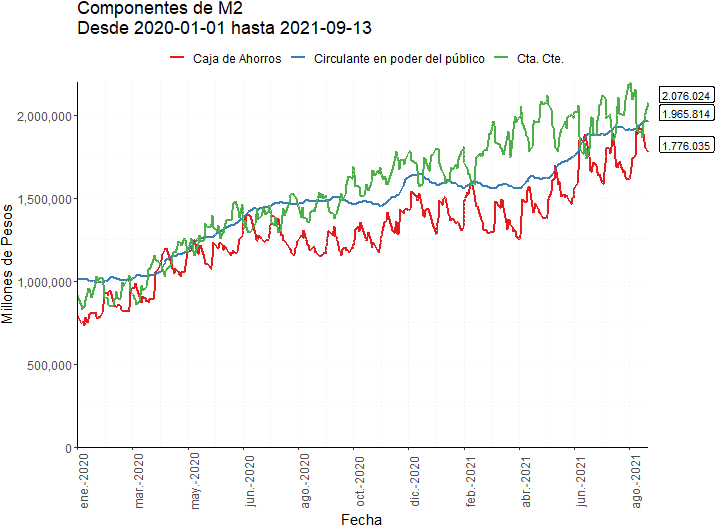 Componentes de M2
Desde 2020-01-01 hasta 2021-09-13
Caja de Ahorros Circulante en poder del público Cta. Cte.
2.076.024
1.965.814
1.776.035
2,000,000
1,500,000
1,000,000
500,000
0
Millones de Pesos
ene.-2020
mar.-2020
may.-2020
jun.-2020
ago.-2020
oct.-2020
dic.-2020
feb.-2021
abr.-2021
jun.-2021
ago.-2021
Fecha